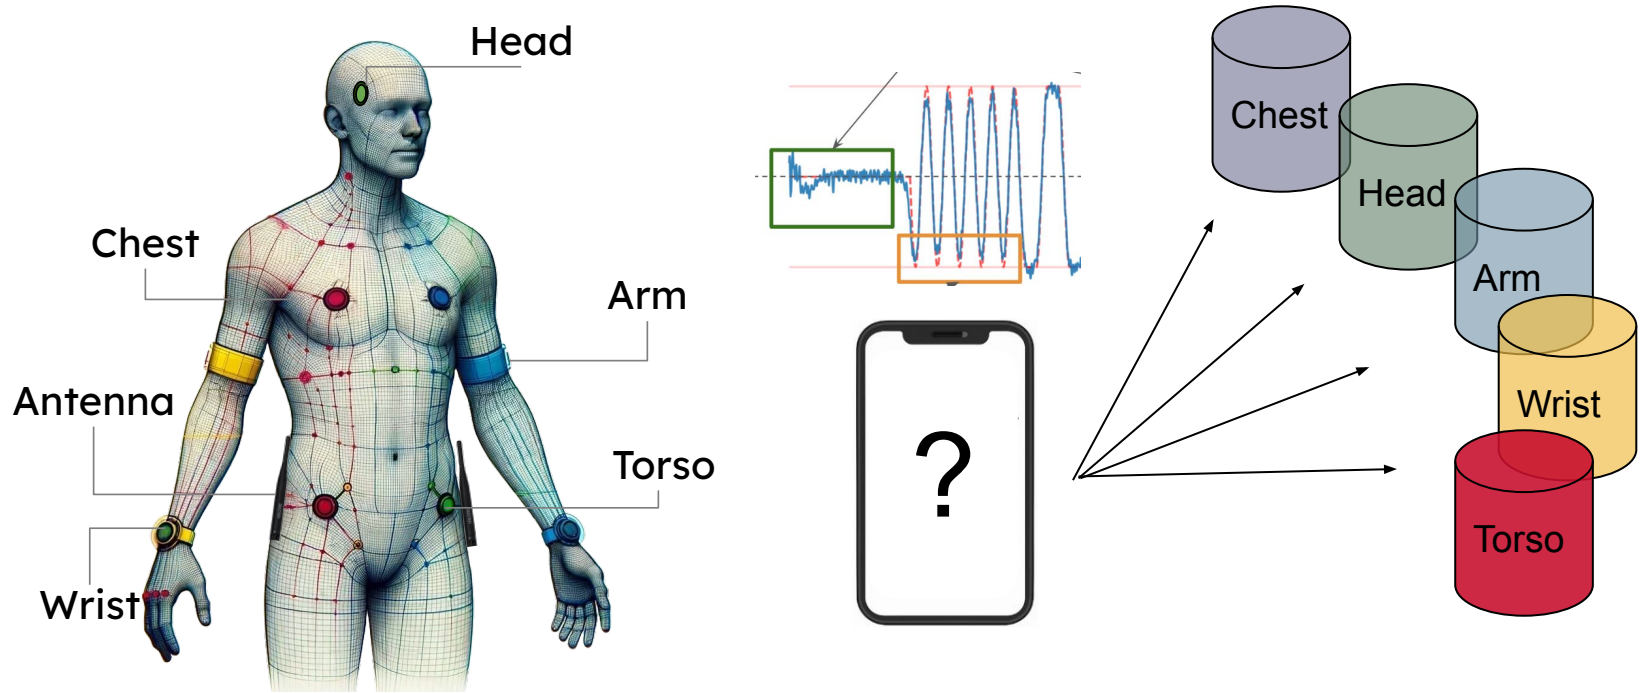 Head
Chest
Arm
Antenna
Torso
Wrist
?
Chest
Head
Arm
Wrist
Torso